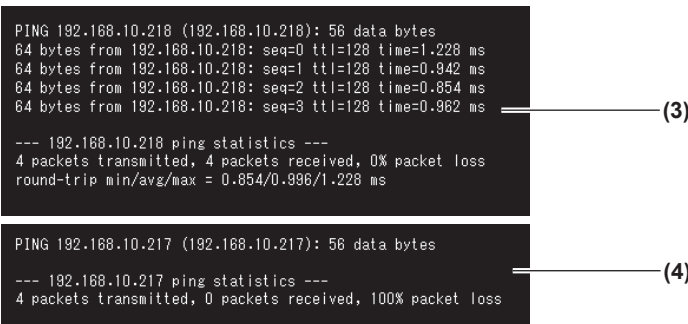 PING 192.168.10.218 (192.168.10.218): 56 data bytes
64 bytes from 192.168.10.218: seq=0 ttl=128 time=1.228 ms
64 bytes from 192.168.10.218: seq=1 ttl=128 time=0.942 ms
64 bytes from 192.168.10.218: seq=2 ttl=128 time=0.854 ms
64 bytes from 192.168.10.218: seq=3 ttl=128 time=0.962 ms
(3)
--- 192.168.10.218 ping statistics ---
4 packets transmitted, 4 packets received, 0% packet loss
round-trip min/avg/max = 0.854/0.996/1.228 ms
PING 192.168.10.217 (192.168.10.217): 56 data bytes
(4)
--- 192.168.10.217 ping statistics ---
4 packets transmitted, 0 packets received, 100% packet loss